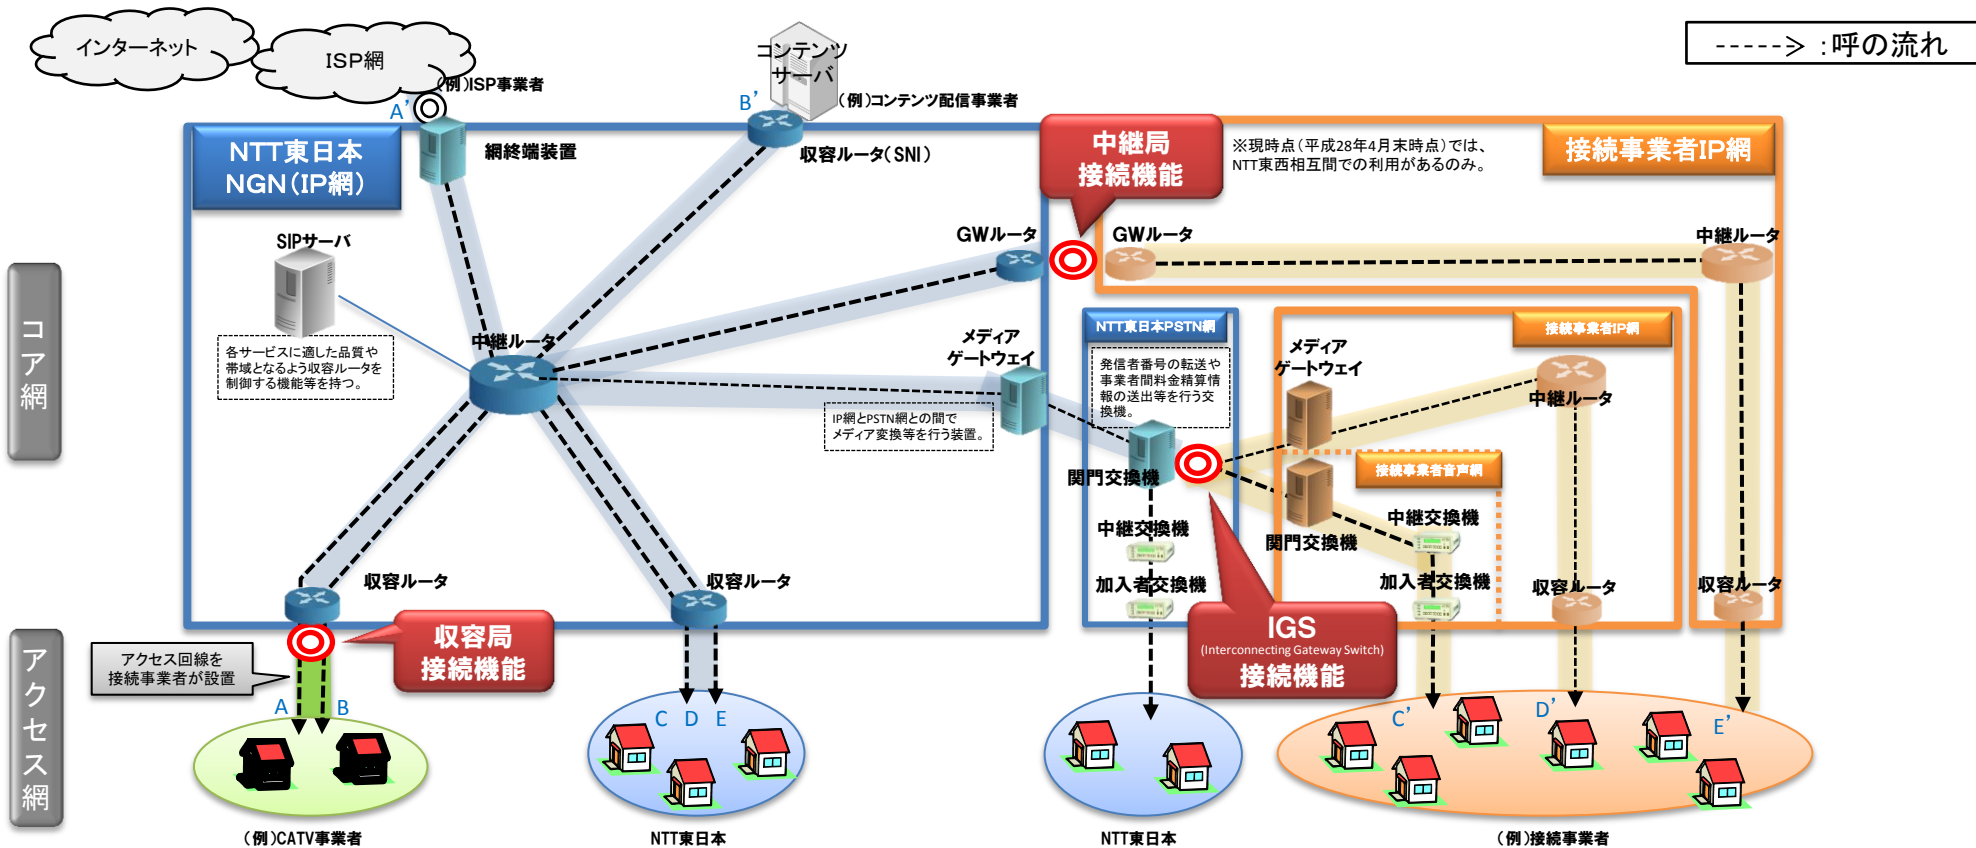 インターネット
ISP網
コンテンツ
サーバ
-----> :呼の流れ
(例)ISP事業者
A’
B’
(例)コンテンツ配信事業者
NTT東日本
NGN(IP網)
網終端装置
収容ルータ(SNI)
中継局
接続機能
※現時点(平成28年4月末時点)では、
NTT東西相互間での利用があるのみ。
接続事業者IP網
SIPサーバ
GWルータ
GWルータ
中継ルータ
コア網
各サービスに適した品質や
帯域となるよう収容ルータを
制御する機能等を持つ。
中継ルータ
メディア
ゲートウェイ
IP網とPSTN網との間で
メディア変換等を行う装置。
NTT東日本PSTN網
発信者番号の転送や
事業者間料金精算情
報の送出等を行う交
換機。
接続事業者IP網
メディア
ゲートウェイ
中継ルータ
関門交換機
接続事業者音声網
中継交換機
関門交換機
中継交換機
加入者交換機
加入者交換機
収容ルータ
収容ルータ
収容ルータ
収容ルータ
収容局
接続機能
IGS
(Interconnecting Gateway Switch)
接続機能
アクセス網
アクセス回線を
接続事業者が設置
A
B
C D E
C’
D’
E’
(例)CATV事業者
NTT東日本
NTT東日本
(例)接続事業者